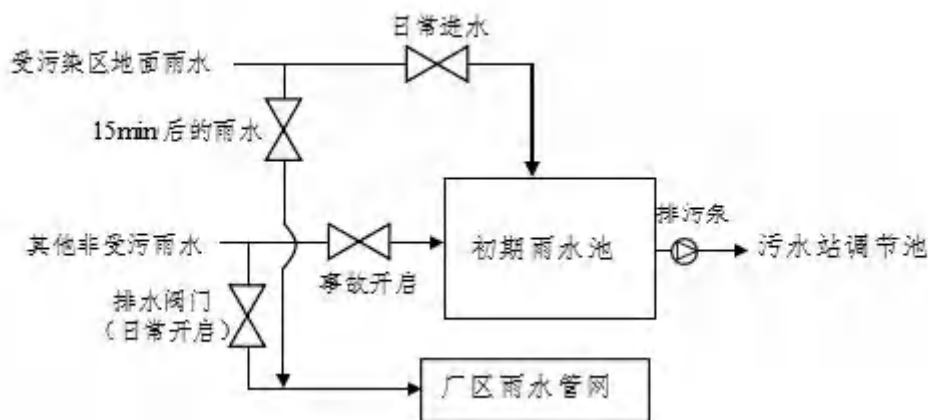 日常进水
受污染区地面雨水
15min后的雨水
排污泵
其他非受污雨水
初期雨水池
污水站调节池
事故开启
排水阀门
（日常开启）
厂区雨水管网